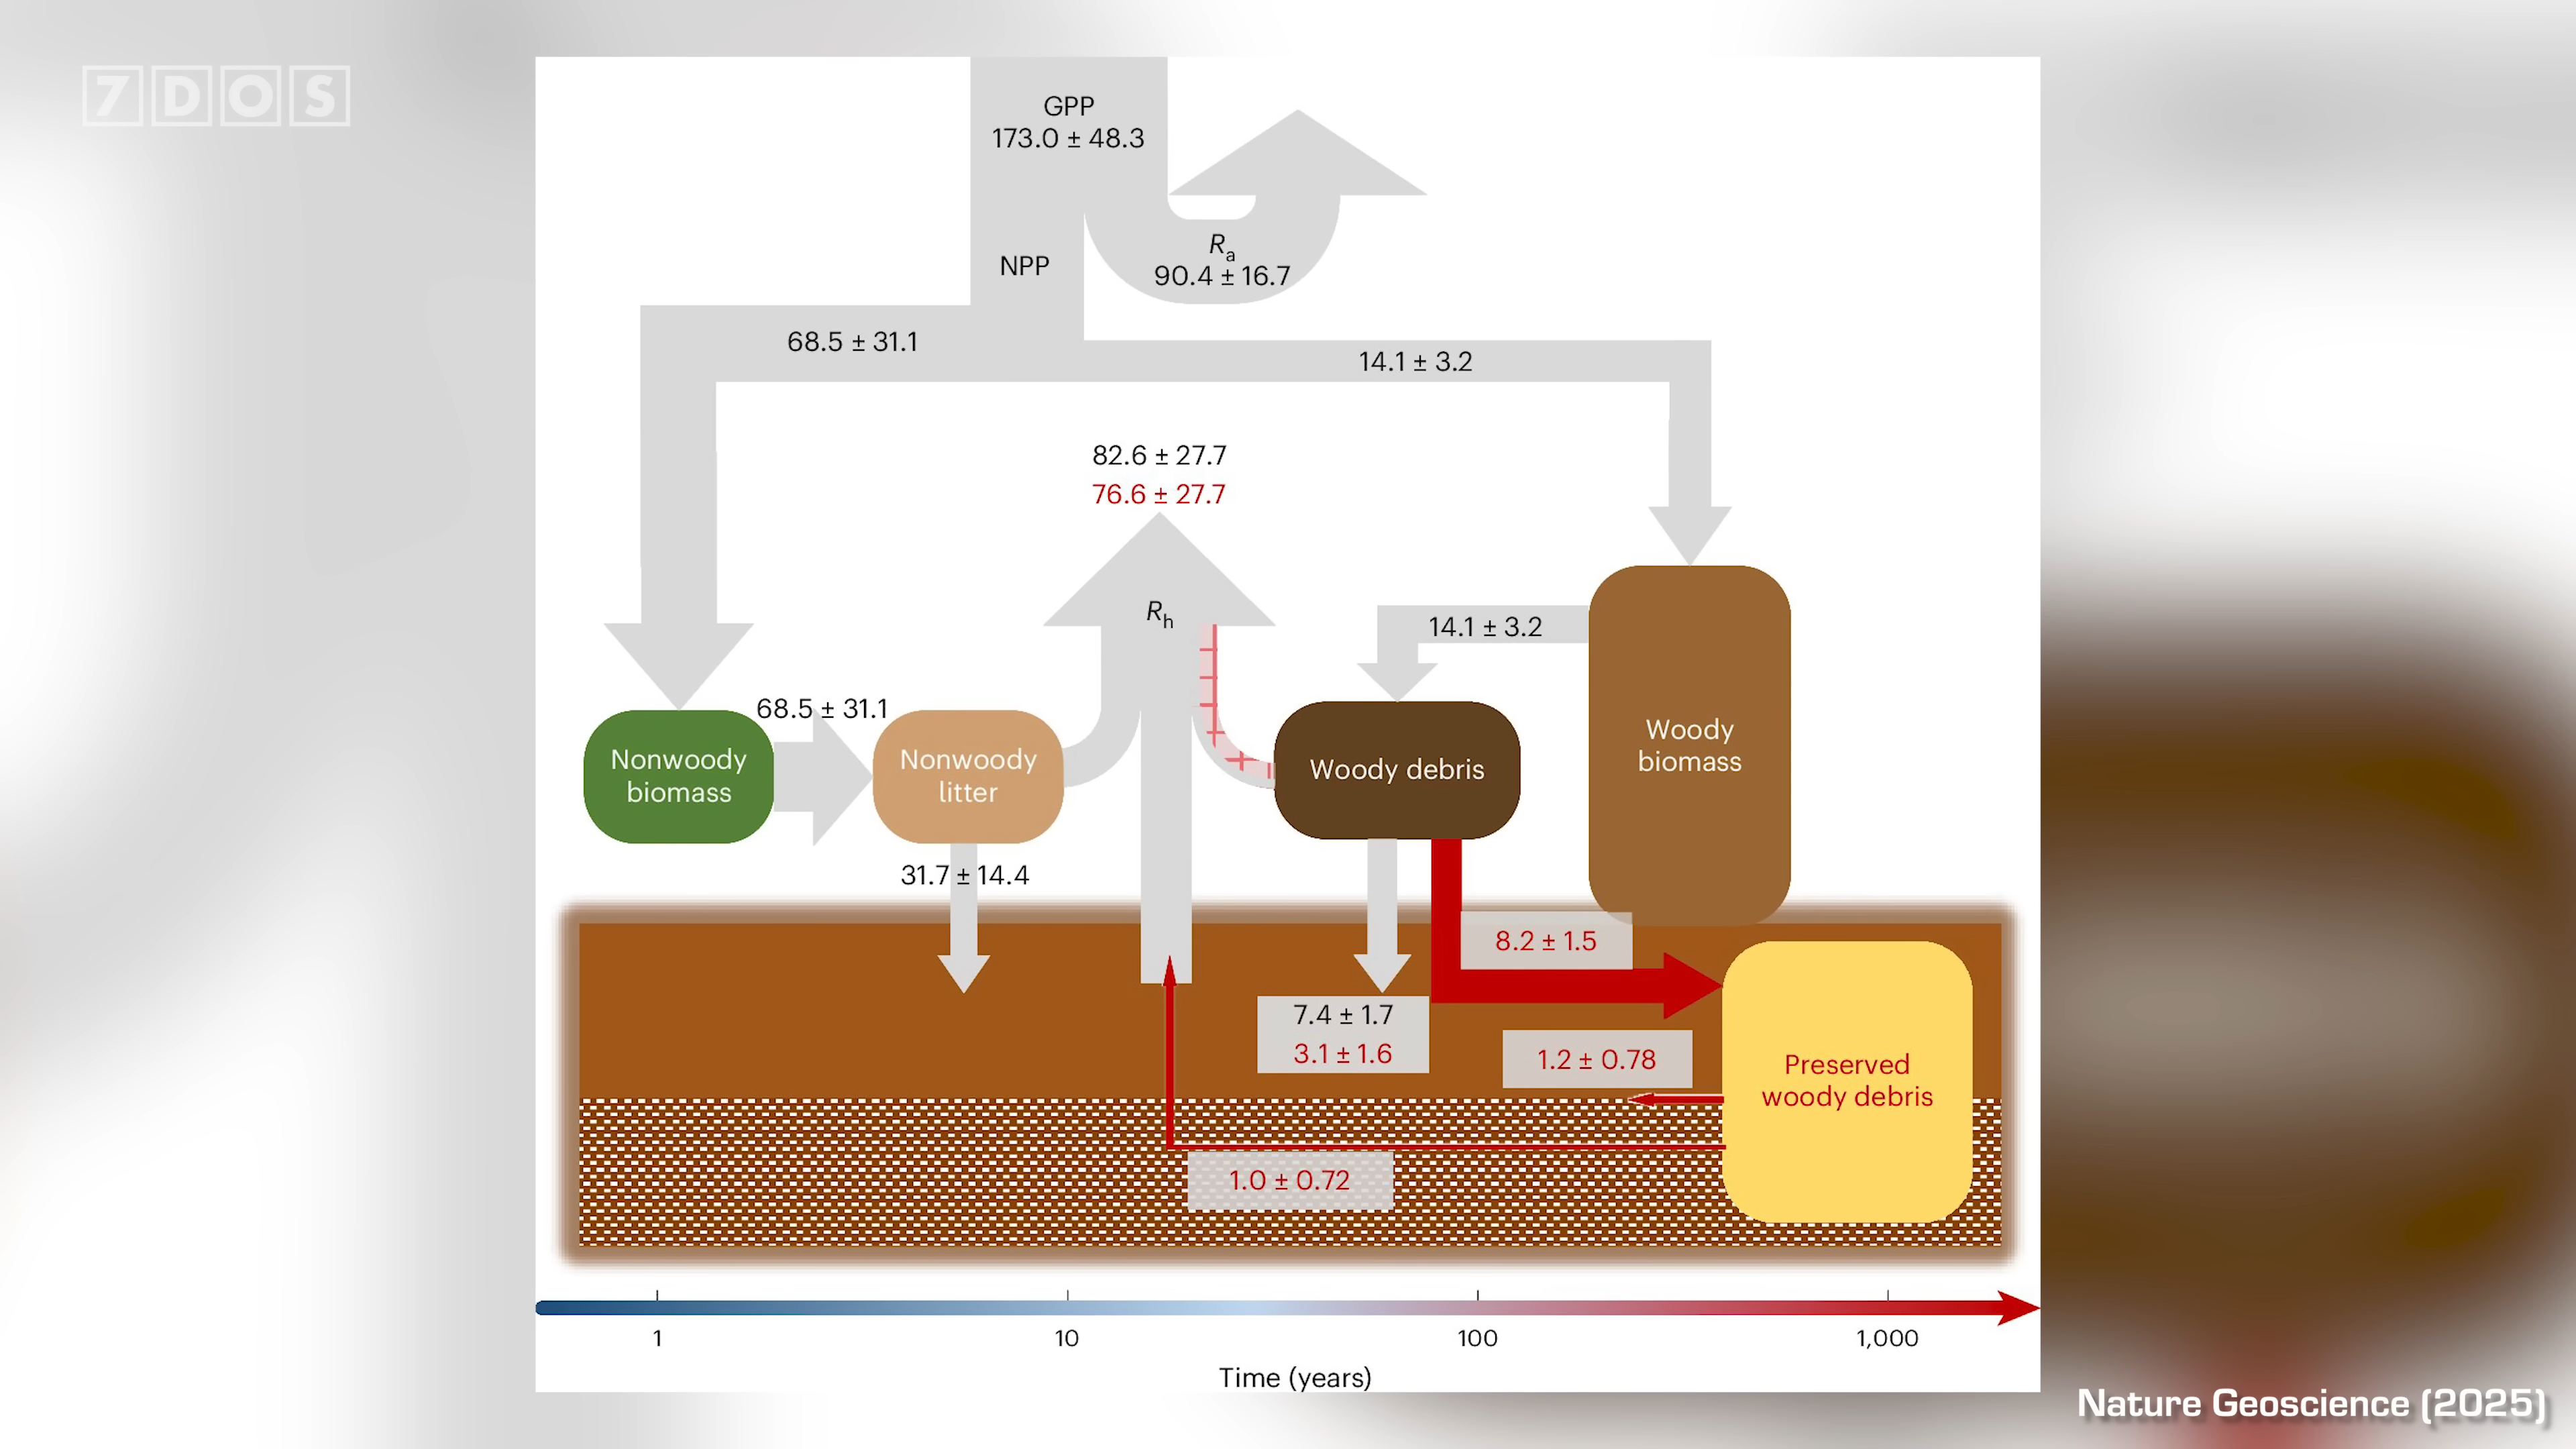 7DOS
GPP
173.0 ± 48.3
Ra
90.4 ± 16.7
NPP
68.5 ± 31.1
14.1 ± 3.2
82.6 ± 27.7
76.6 ± 27.7
Rh
14.1 ± 3.2
68.5 ± 31.1
Nonwoody
biomass
Nonwoody
litter
Woody debris
Woody
biomass
31.7 ± 14.4
8.2 ± 1.5
7.4 ± 1.7
3.1 ± 1.6
1.2 ± 0.78
Preserved
woody debris
1.0 ± 0.72
1 10 100 1,000
Time (years)
Nature Geoscience (2025)